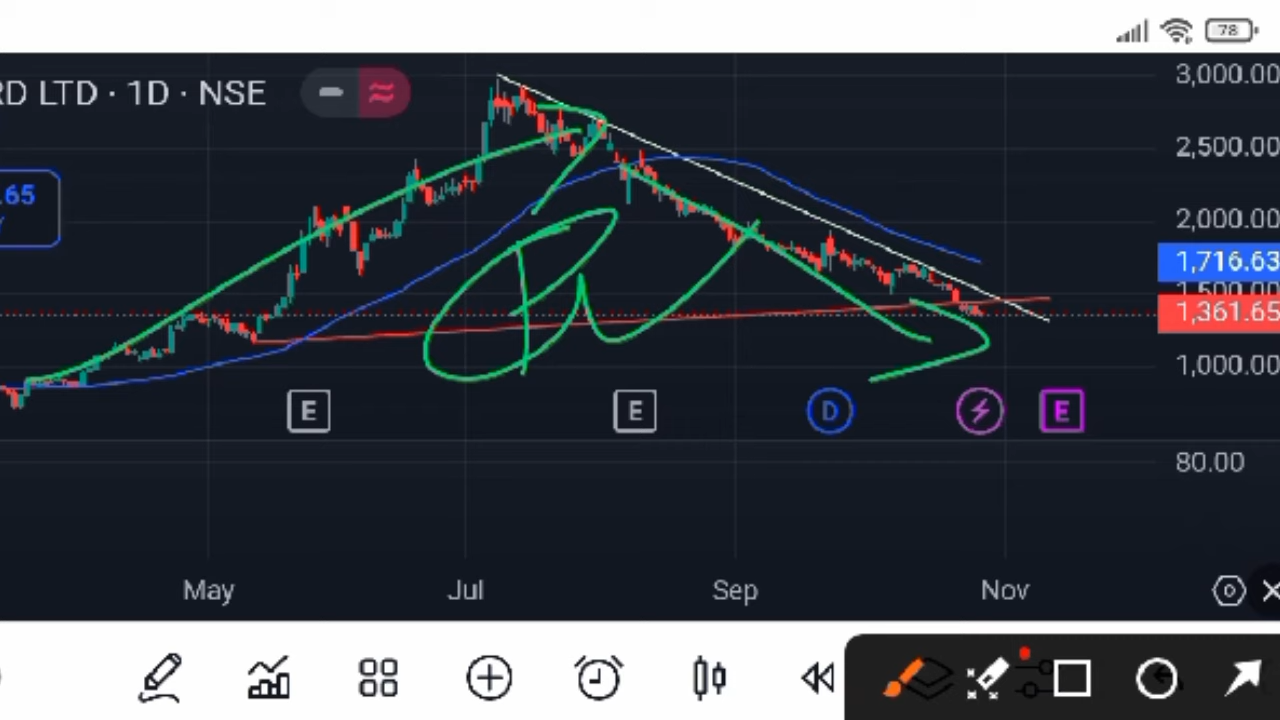 78
RD LTD · 1D · NSE
3,000.00
2,500.00
.65
2,000.00
1,716.63
1,500.00
1,361.65
1,000.00
E
E
D
E
80.00
May
Jul
Sep
Nov